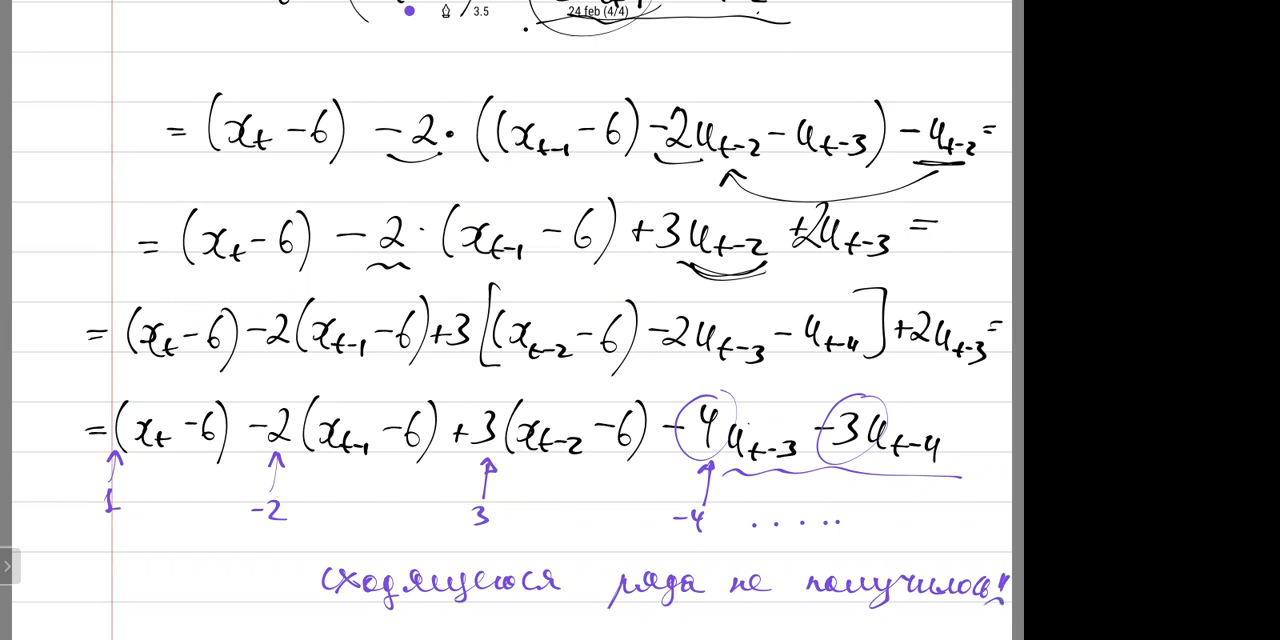 3.5 24 feb (4/4)
= (x_t - 6) - 2 · ((x_{t-1} - 6) - 2u_{t-2} - u_{t-3}) - u_{t-2} =
= (x_t - 6) - 2 · (x_{t-1} - 6) + 3u_{t-2} + 2u_{t-3} =
= (x_t - 6) - 2(x_{t-1} - 6) + 3[(x_{t-2} - 6) - 2u_{t-3} - u_{t-4}] + 2u_{t-3} =
= (x_t - 6) - 2(x_{t-1} - 6) + 3(x_{t-2} - 6) - 4u_{t-3} - 3u_{t-4}
1 -2 3 -4 .....
сходящегося ряда не получилось!